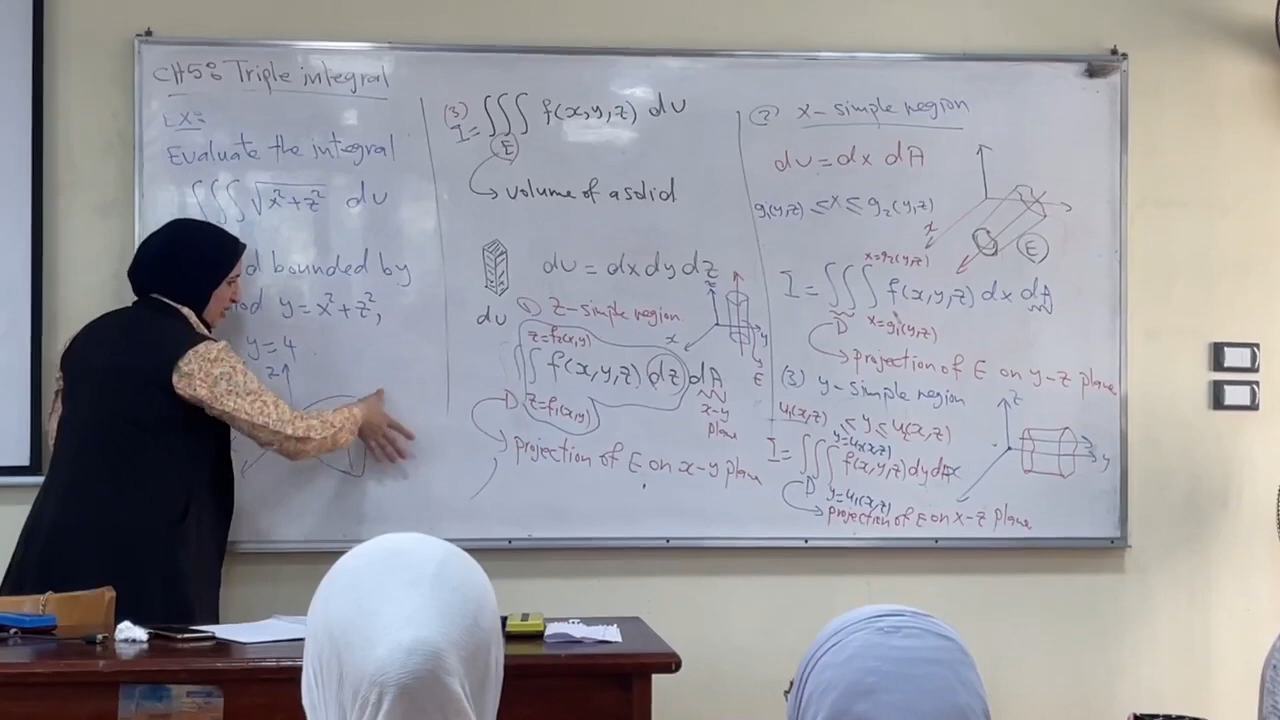 CH5: Triple integral
EX:
Evaluate the integral
∭ √x²+z² dv
d bounded by
y = x²+z²,
y = 4
z
(3)
I = ∭ f(x,y,z) dv
E
volume of a solid
dv
dv = dx dy dz
① z-simple region
z=f₂(x,y)
∬∫ f(x,y,z) dz dA
D z=f₁(x,y)
x-y
plane
projection of E on x-y plane
x
y
E
(2) x-simple region
dv = dx dA
g₁(y,z) ≤ x ≤ g₂(y,z)
x
E
x=g₂(y,z)
I = ∭ f(x,y,z) dx dA
D x=g₁(y,z)
projection of E on y-z plane
(3) y-simple region
u₁(x,z) ≤ y ≤ u₂(x,z)
y=u₂(x,z)
I = ∭ f(x,y,z) dy dA
D y=u₁(x,z)
projection of E on x-z plane
z
y